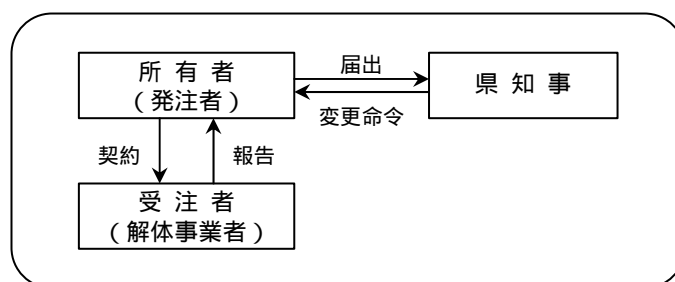 所 有 者
（発注者）
届出
県 知 事
変更命令
契約
報告
受 注 者
（解体事業者）